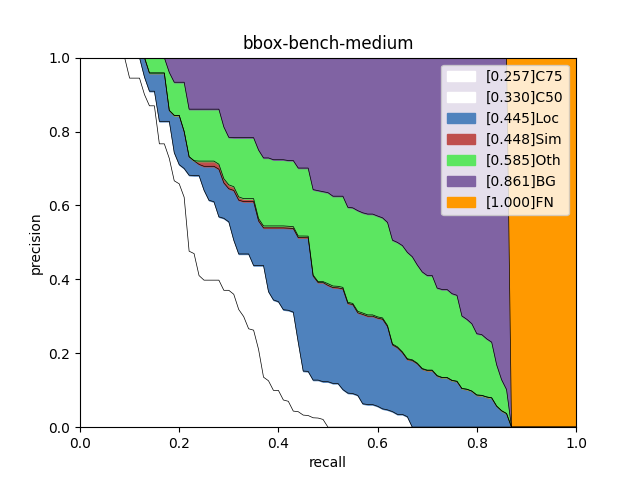 bbox-bench-medium
1.0
0.8
0.6
0.4
0.2
0.0
precision
[0.257]C75
[0.330]C50
[0.445]Loc
[0.448]Sim
[0.585]Oth
[0.861]BG
[1.000]FN
0.0 0.2 0.4 0.6 0.8 1.0
recall